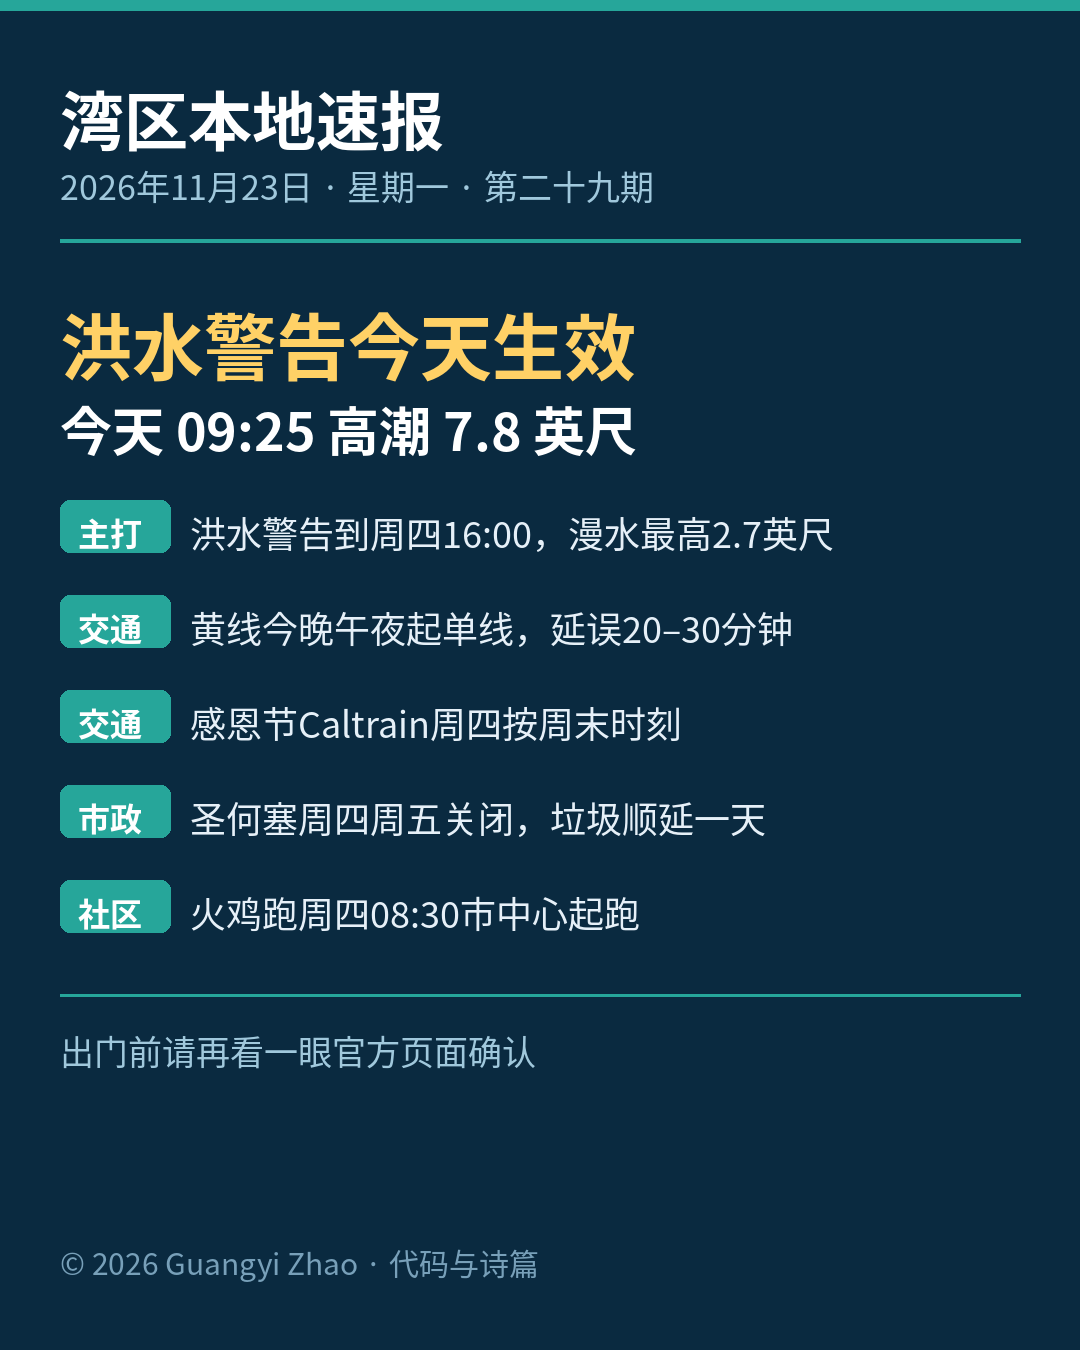 湾区本地速报
2026年11月23日 · 星期一 · 第二十九期
洪水警告今天生效
今天 09:25 高潮 7.8 英尺
主打 洪水警告到周四16:00，漫水最高2.7英尺
交通 黄线今晚午夜起单线，延误20–30分钟
交通 感恩节Caltrain周四按周末时刻
市政 圣何塞周四周五关闭，垃圾顺延一天
社区 火鸡跑周四08:30市中心起跑
出门前请再看一眼官方页面确认
© 2026 Guangyi Zhao · 代码与诗篇